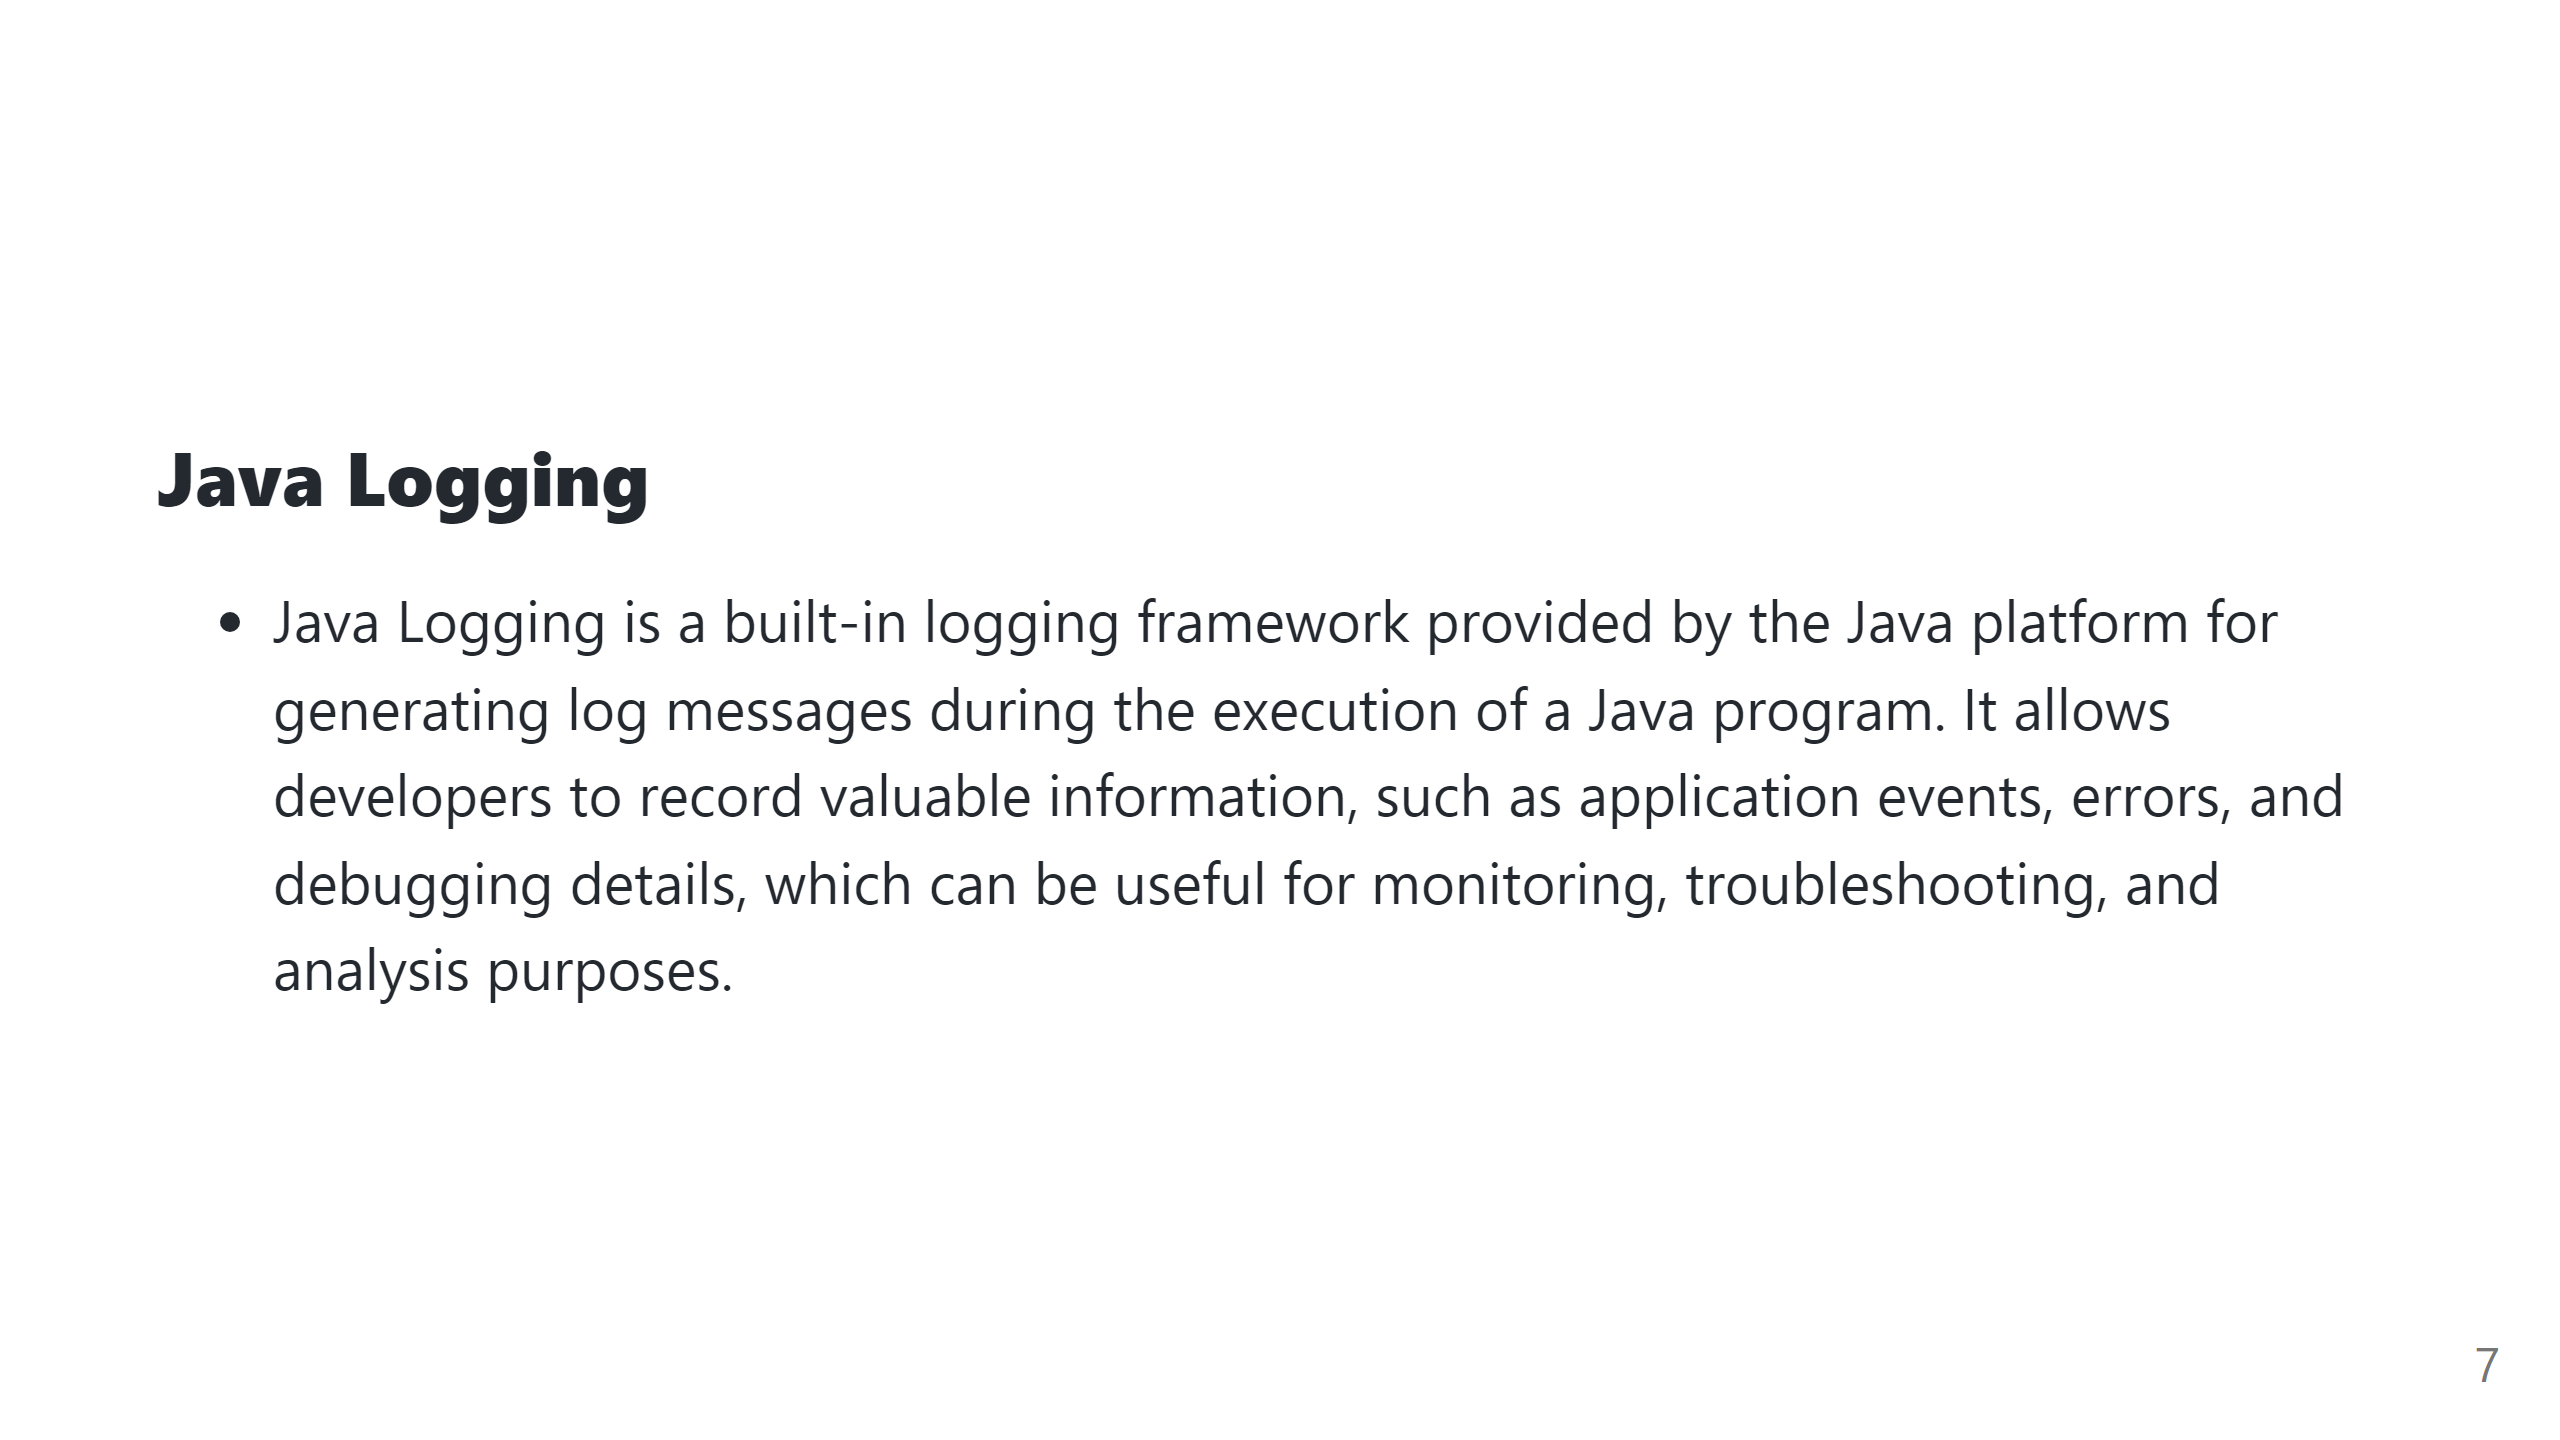 Java Logging
• Java Logging is a built-in logging framework provided by the Java platform for
generating log messages during the execution of a Java program. It allows
developers to record valuable information, such as application events, errors, and
debugging details, which can be useful for monitoring, troubleshooting, and
analysis purposes.
7